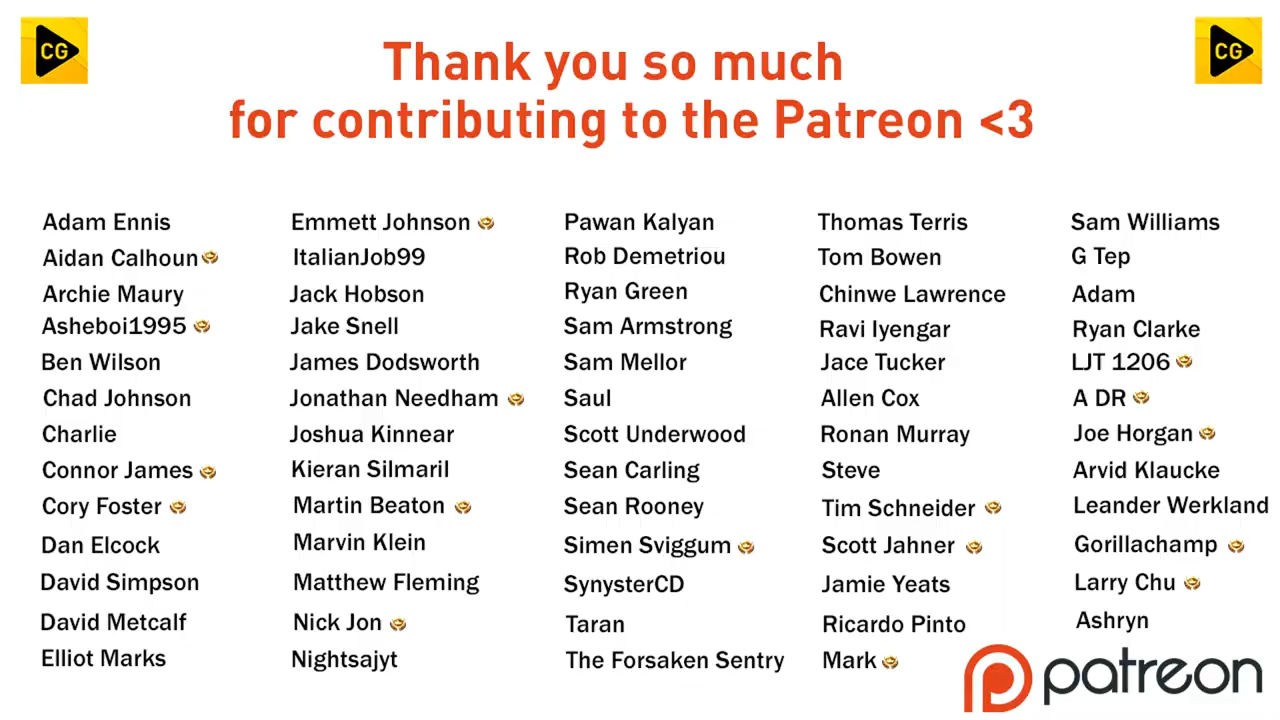 CG
CG
Thank you so much
for contributing to the Patreon <3
Adam Ennis
Aidan Calhoun
Archie Maury
Asheboi1995
Ben Wilson
Chad Johnson
Charlie
Connor James
Cory Foster
Dan Elcock
David Simpson
David Metcalf
Elliot Marks
Emmett Johnson
ItalianJob99
Jack Hobson
Jake Snell
James Dodsworth
Jonathan Needham
Joshua Kinnear
Kieran Silmaril
Martin Beaton
Marvin Klein
Matthew Fleming
Nick Jon
Nightsajyt
Pawan Kalyan
Rob Demetriou
Ryan Green
Sam Armstrong
Sam Mellor
Saul
Scott Underwood
Sean Carling
Sean Rooney
Simen Sviggum
SynysterCD
Taran
The Forsaken Sentry
Thomas Terris
Tom Bowen
Chinwe Lawrence
Ravi Iyengar
Jace Tucker
Allen Cox
Ronan Murray
Steve
Tim Schneider
Scott Jahner
Jamie Yeats
Ricardo Pinto
Mark
Sam Williams
G Tep
Adam
Ryan Clarke
LJT 1206
A DR
Joe Horgan
Arvid Klaucke
Leander Werkland
Gorillachamp
Larry Chu
Ashryn
patreon